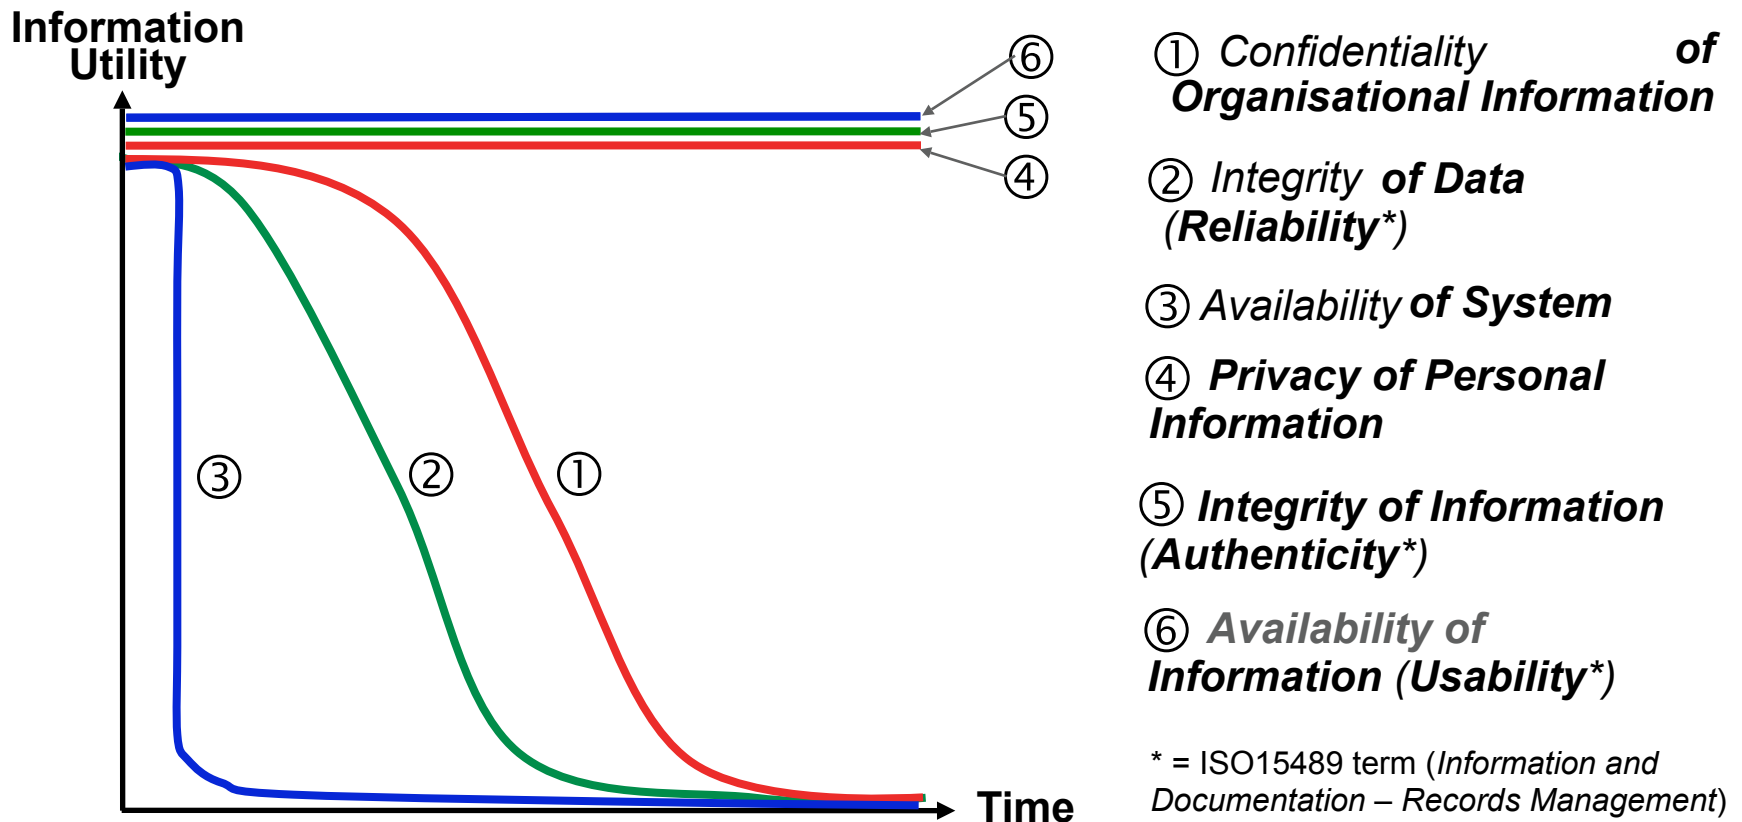 Information
Utility
⑥
⑤
④
③
②
①
Time
① Confidentiality of
Organisational Information
② Integrity of Data
(Reliability*)
③ Availability of System
④ Privacy of Personal
Information
⑤ Integrity of Information
(Authenticity*)
⑥ Availability of
Information (Usability*)
* = ISO15489 term (Information and
Documentation – Records Management)